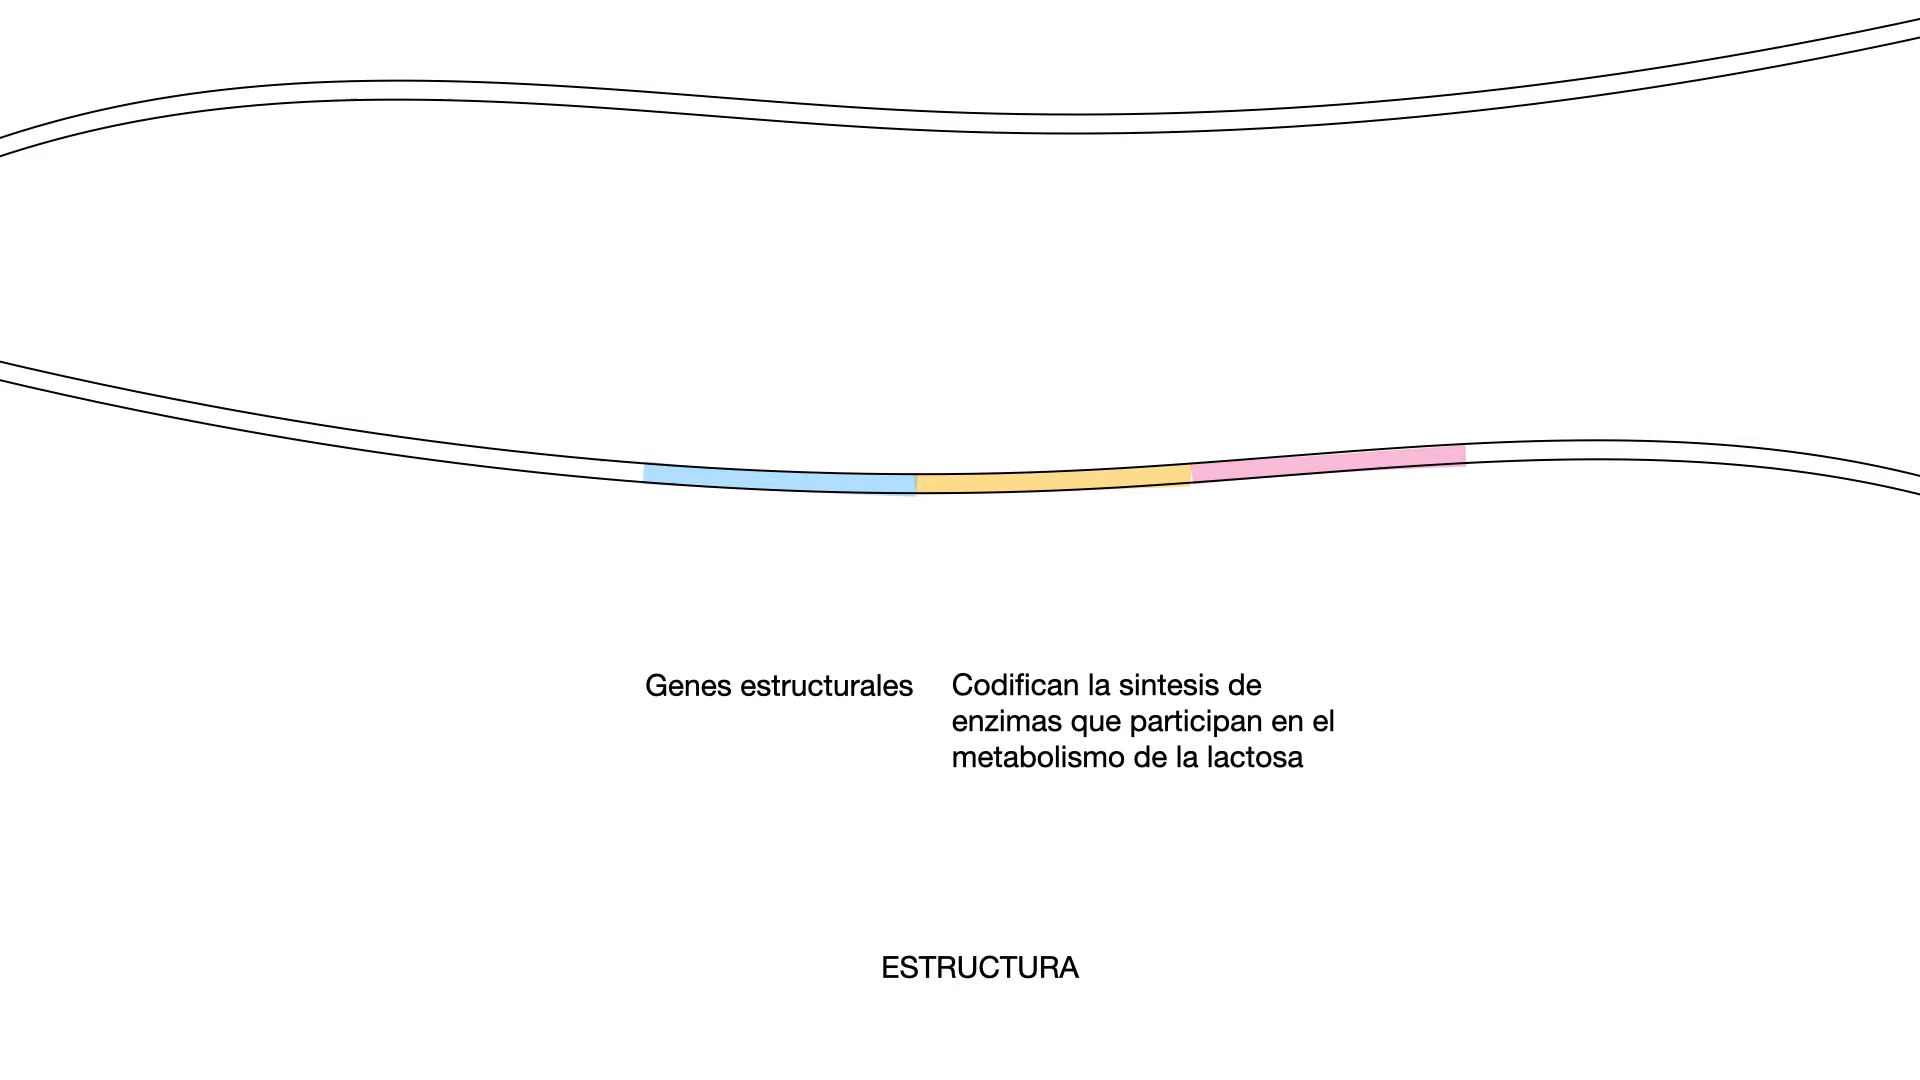 Genes estructurales
Codifican la sintesis de
enzimas que participan en el
metabolismo de la lactosa
ESTRUCTURA